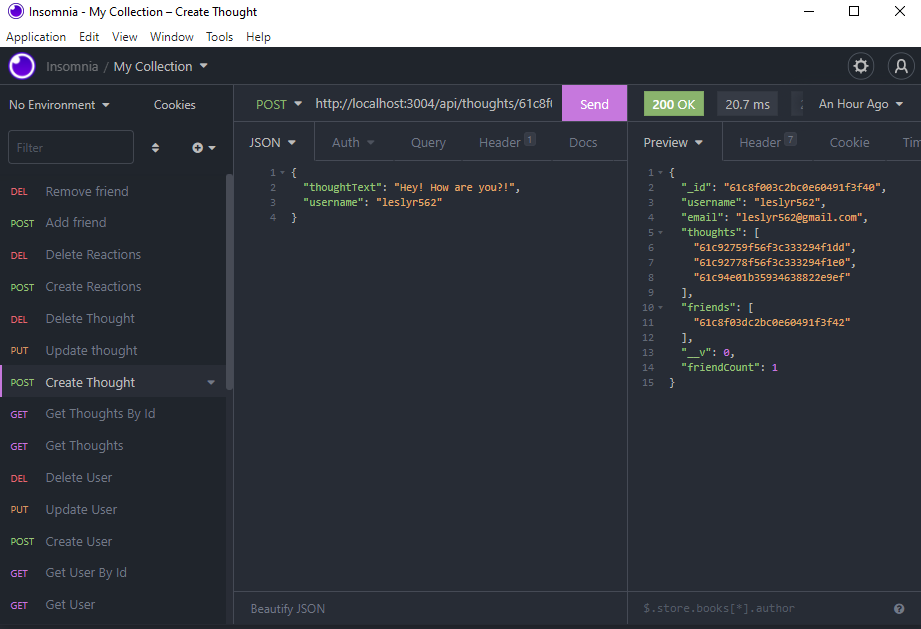 Insomnia - My Collection – Create Thought
Application Edit View Window Tools Help
Insomnia / My Collection
No Environment Cookies
Filter
DEL Remove friend
POST Add friend
DEL Delete Reactions
POST Create Reactions
DEL Delete Thought
PUT Update thought
POST Create Thought
GET Get Thoughts By Id
GET Get Thoughts
DEL Delete User
PUT Update User
POST Create User
GET Get User By Id
GET Get User
POST http://localhost:3004/api/thoughts/61c8f Send
JSON Auth Query Header 1 Docs
1 {
2 "thoughtText": "Hey! How are you?!",
3 "username": "leslyr562"
4 }
Beautify JSON
200 OK 20.7 ms An Hour Ago
Preview Header 7 Cookie Tim
1 {
2 "_id": "61c8f003c2bc0e60491f3f40",
3 "username": "leslyr562",
4 "email": "leslyr562@gmail.com",
5 "thoughts": [
6 "61c92759f56f3c333294f1dd",
7 "61c92778f56f3c333294f1e0",
8 "61c94e01b35934638822e9ef"
9 ],
10 "friends": [
11 "61c8f03dc2bc0e60491f3f42"
12 ],
13 "__v": 0,
14 "friendCount": 1
15 }
$.store.books[*].author